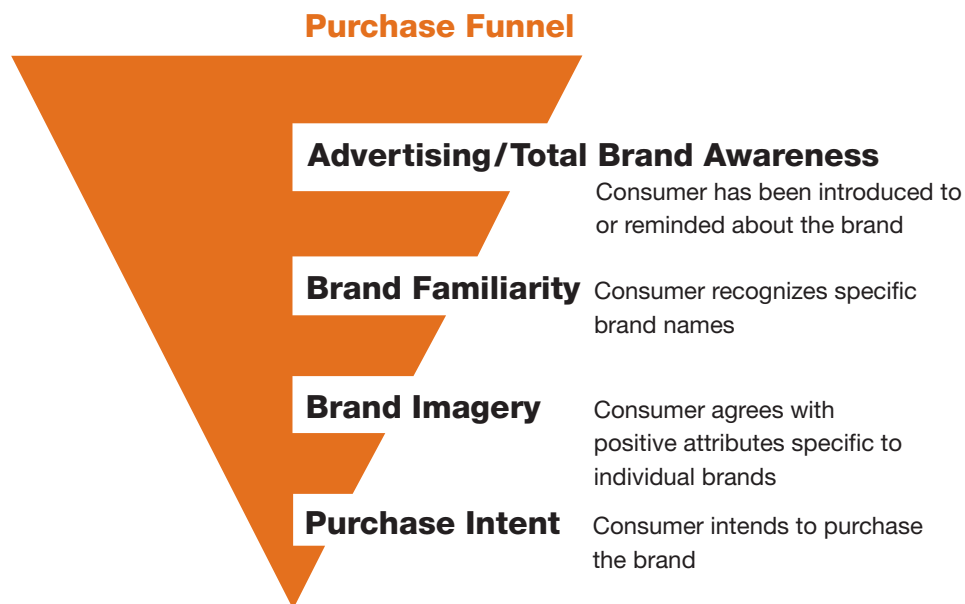 Purchase Funnel
Advertising/Total Brand Awareness
Consumer has been introduced to
or reminded about the brand
Brand Familiarity
Consumer recognizes specific
brand names
Brand Imagery
Consumer agrees with
positive attributes specific to
individual brands
Purchase Intent
Consumer intends to purchase
the brand